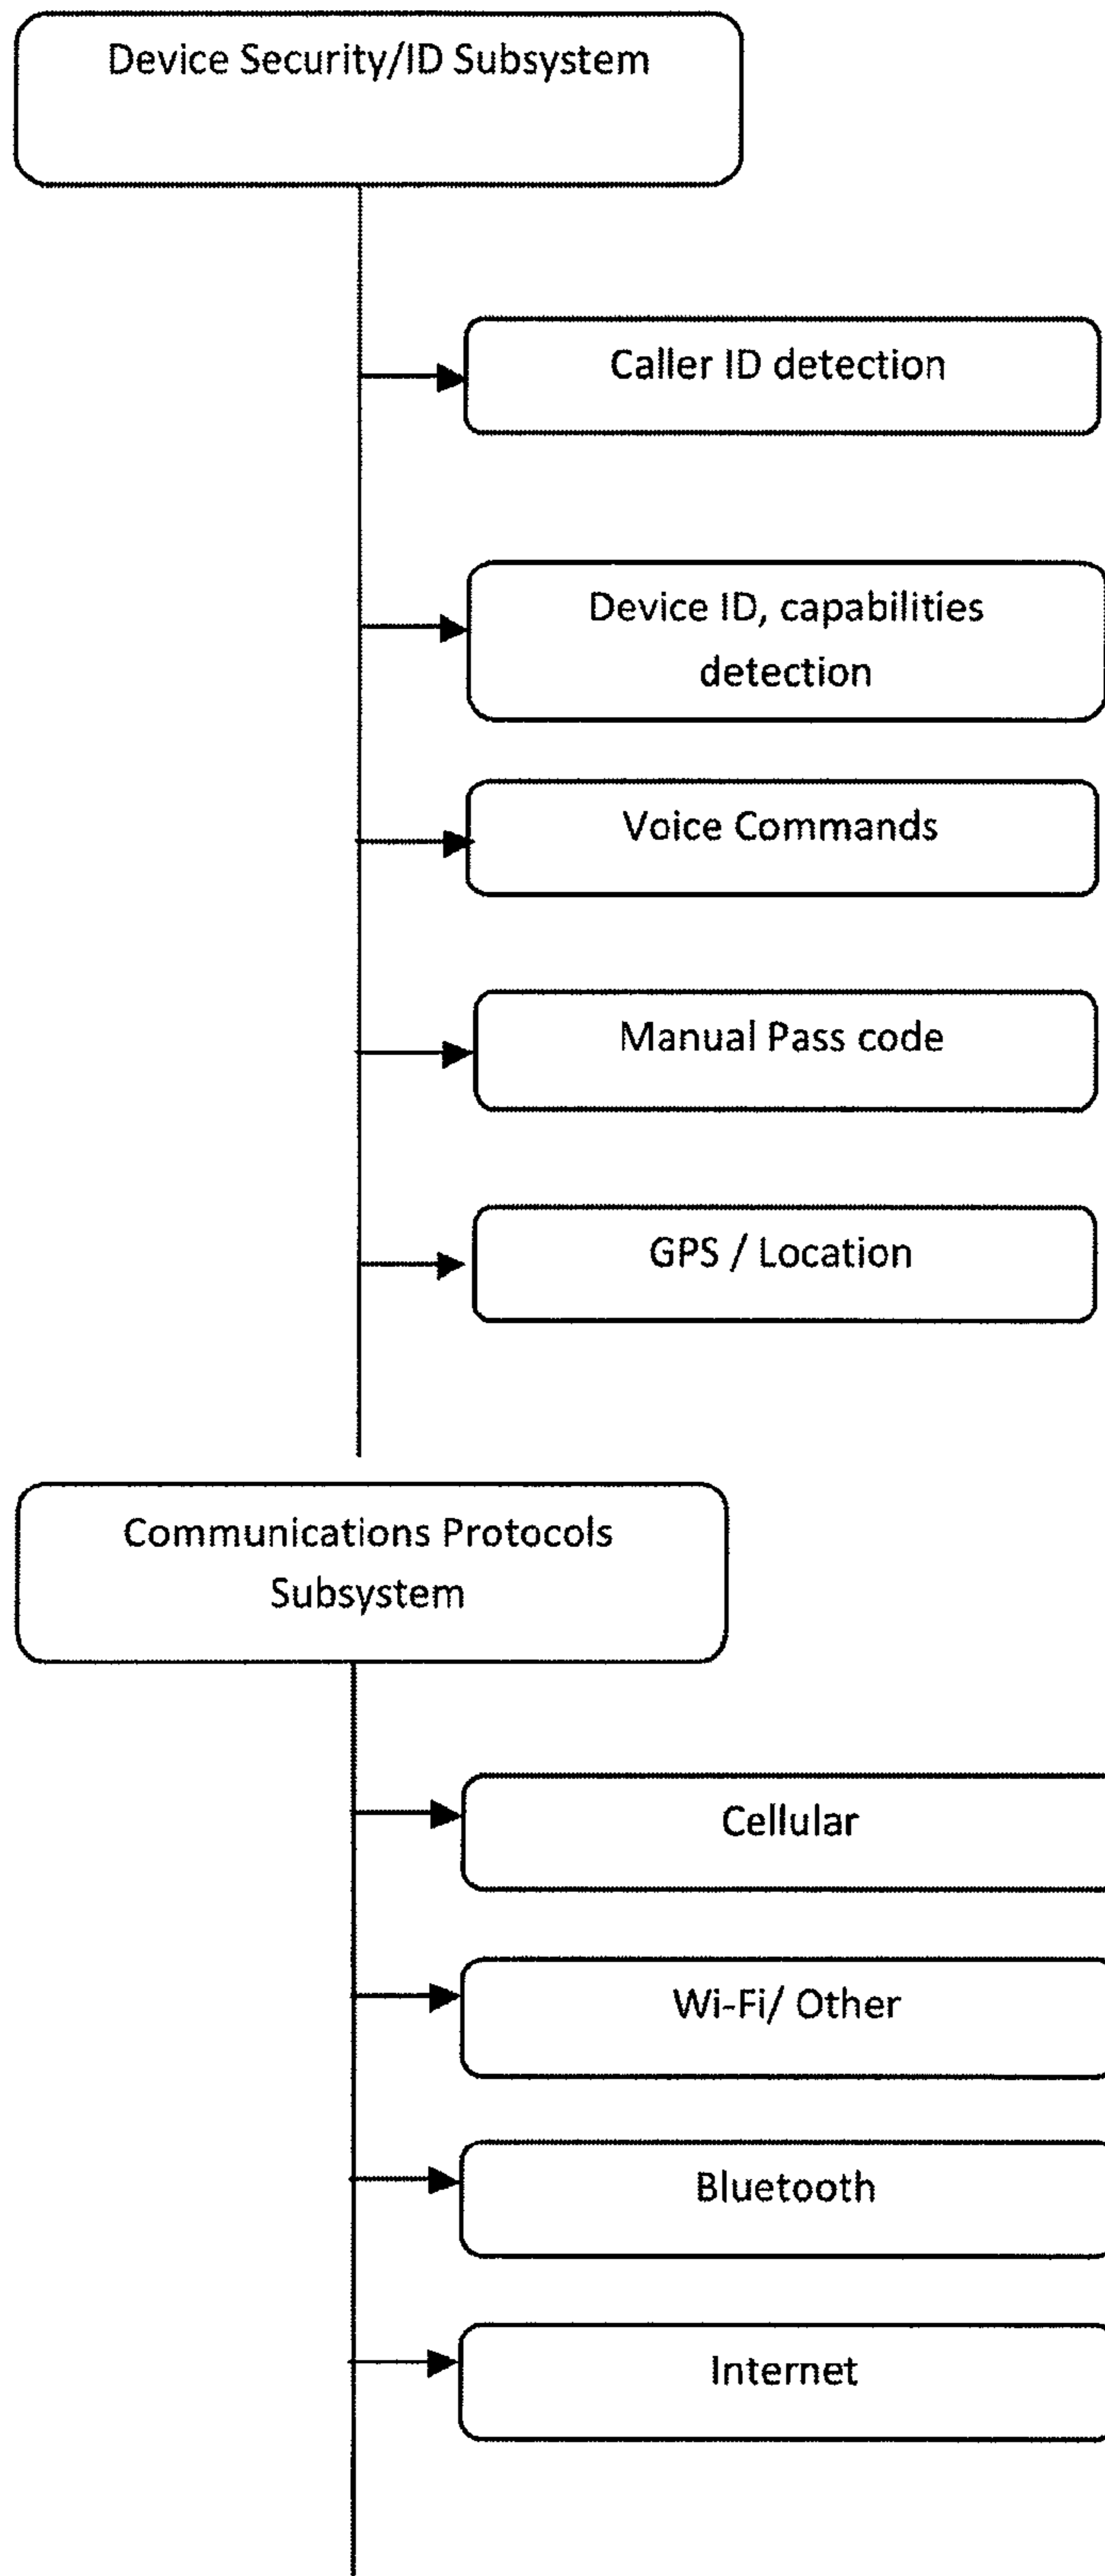 Device Security/ID Subsystem
Caller ID detection
Device ID, capabilities
detection
Voice Commands
Manual Pass code
GPS / Location
Communications Protocols
Subsystem
Cellular
Wi-Fi/ Other
Bluetooth
Internet